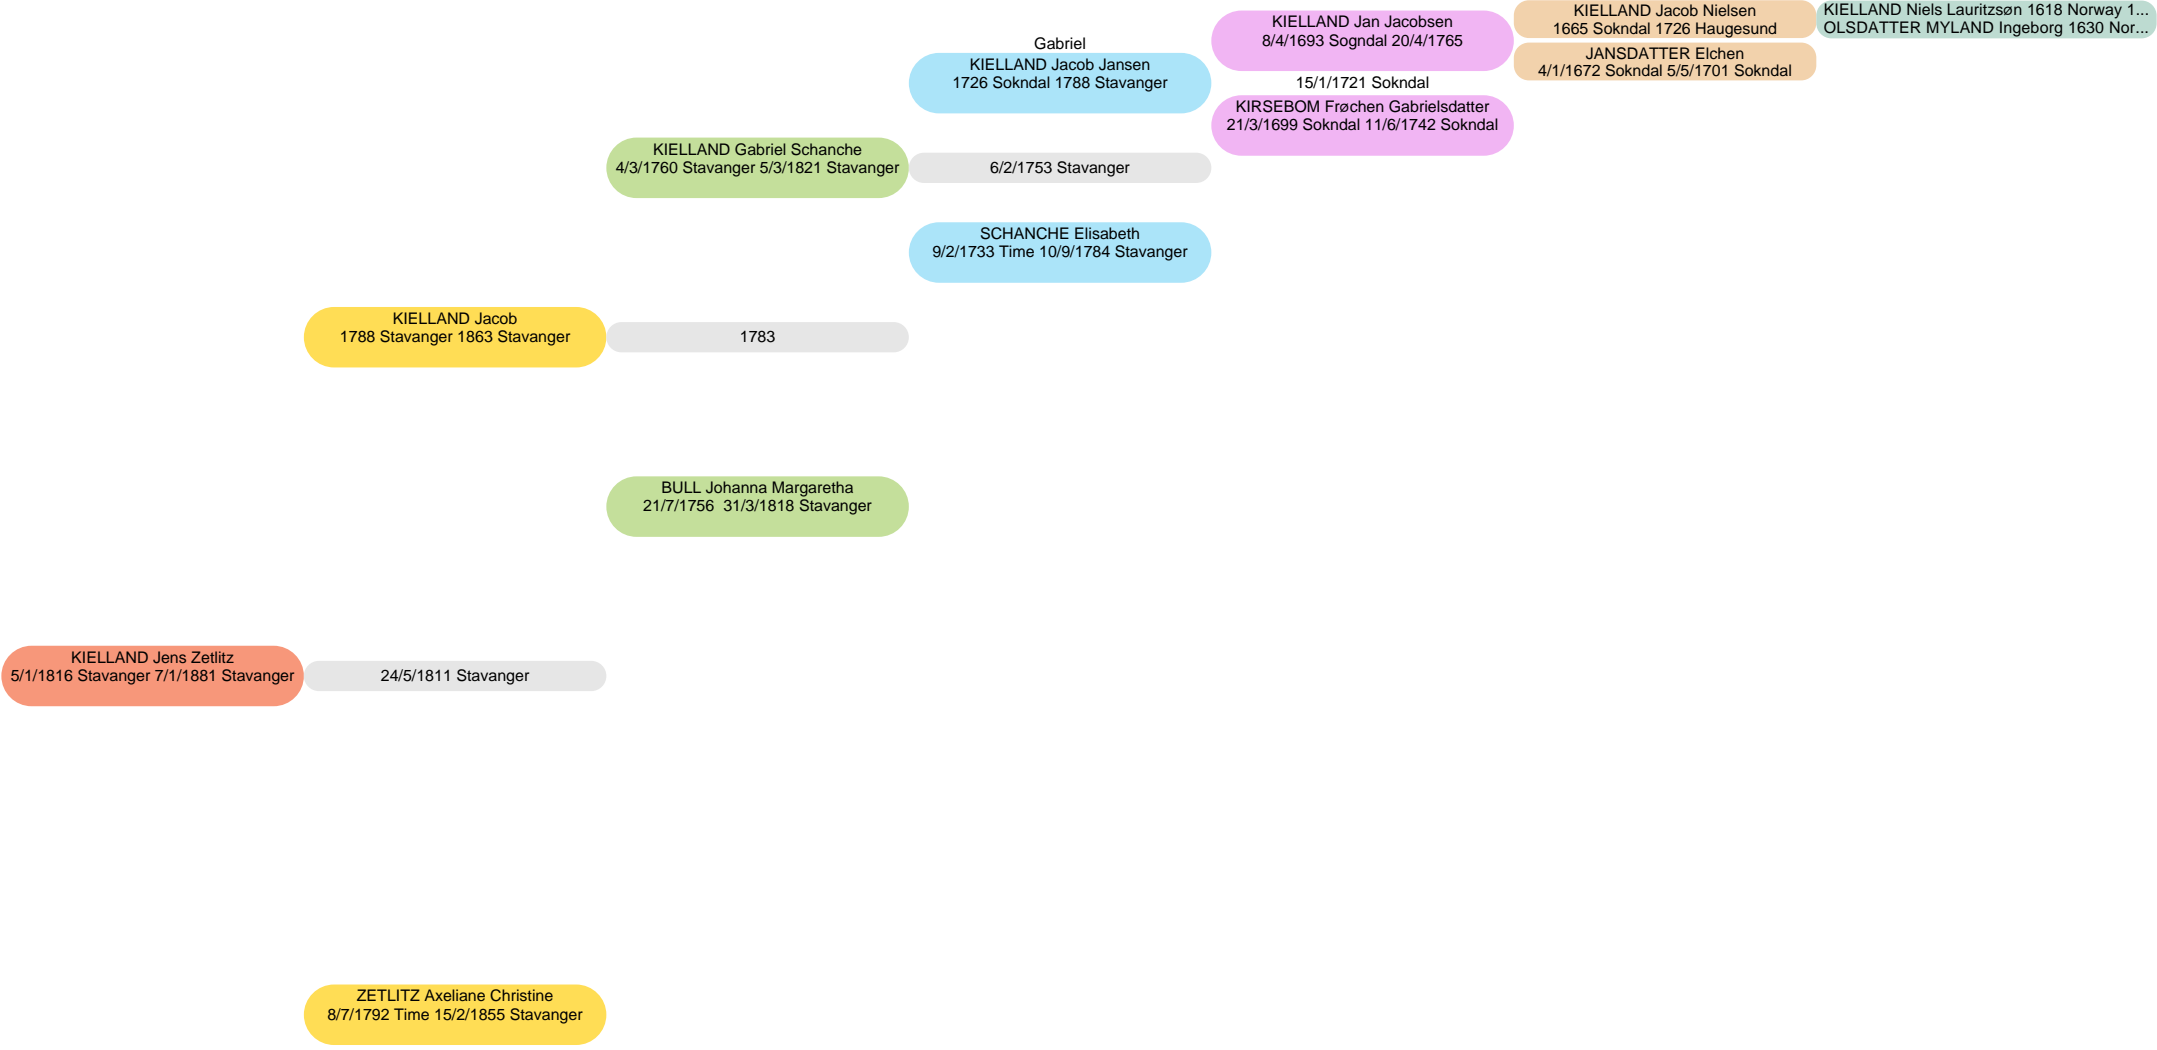 KIELLAND Jacob Nielsen
1665 Sokndal 1726 Haugesund
KIELLAND Niels Lauritzsøn 1618 Norway 1...
OLSDATTER MYLAND Ingeborg 1630 Nor...
KIELLAND Jan Jacobsen
8/4/1693 Sogndal 20/4/1765
JANSDATTER Elchen
4/1/1672 Sokndal 5/5/1701 Sokndal
Gabriel
KIELLAND Jacob Jansen
1726 Sokndal 1788 Stavanger
15/1/1721 Sokndal
KIRSEBOM Frøchen Gabrielsdatter
21/3/1699 Sokndal 11/6/1742 Sokndal
KIELLAND Gabriel Schanche
4/3/1760 Stavanger 5/3/1821 Stavanger
6/2/1753 Stavanger
SCHANCHE Elisabeth
9/2/1733 Time 10/9/1784 Stavanger
KIELLAND Jacob
1788 Stavanger 1863 Stavanger
1783
BULL Johanna Margaretha
21/7/1756  31/3/1818 Stavanger
KIELLAND Jens Zetlitz
5/1/1816 Stavanger 7/1/1881 Stavanger
24/5/1811 Stavanger
ZETLITZ Axeliane Christine
8/7/1792 Time 15/2/1855 Stavanger